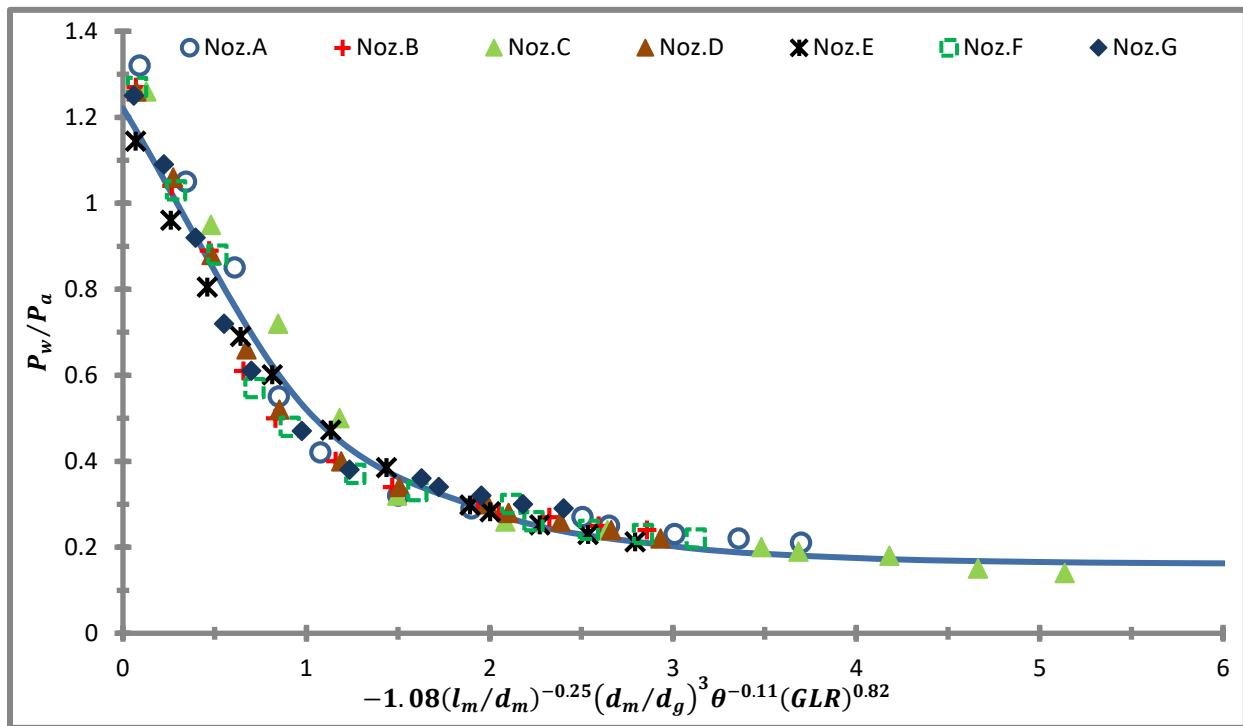 1.4
Noz.A Noz.B Noz.C Noz.D Noz.E Noz.F Noz.G
1.2
1
0.8
0.6
0.4
0.2
0
P_w/P_a
0 1 2 3 4 5 6
−1.08(l_m/d_m)^−0.25(d_m/d_g)^3 θ^−0.11(GLR)^0.82